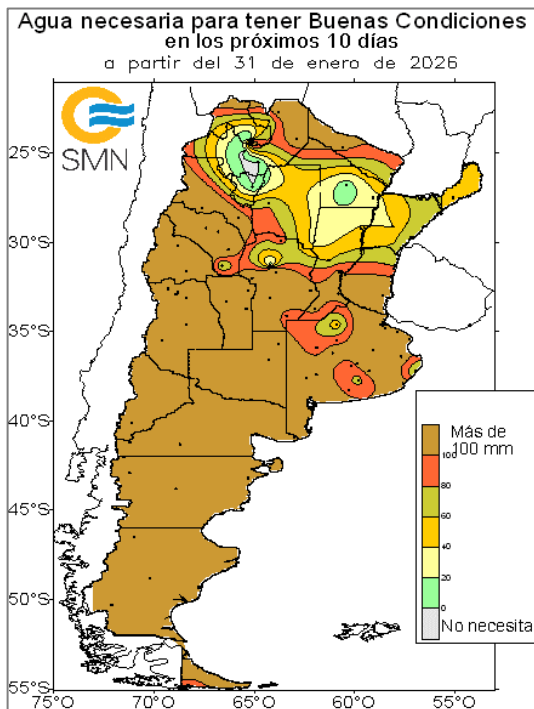 Agua necesaria para tener Buenas Condiciones
en los próximos 10 días
a partir del 31 de enero de 2026
SMN
25°S
30°S
35°S
40°S
45°S
50°S
55°S
75°O
70°O
65°O
60°O
55°O
Más de
100 mm
100
80
60
40
20
0
No necesita